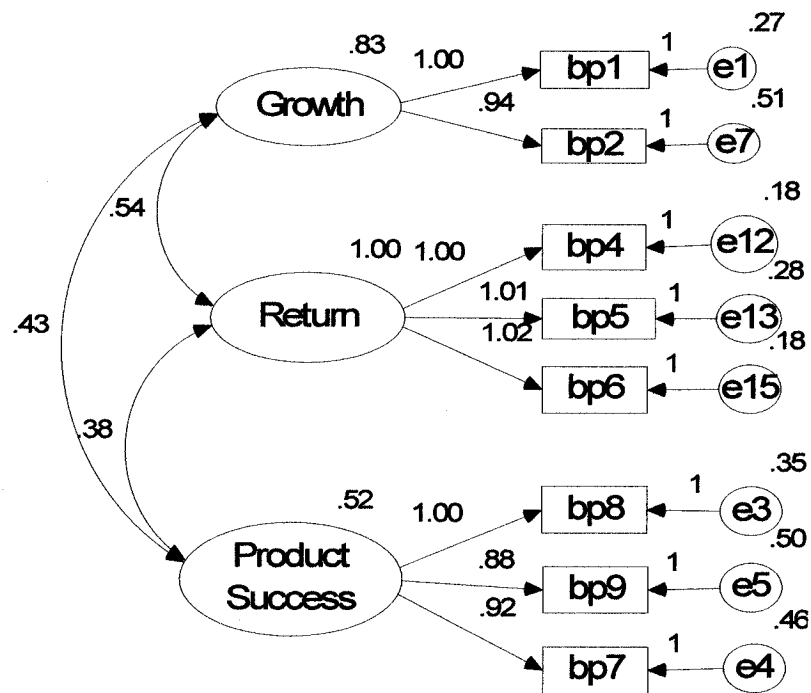 .27
.83
1.00
bp1
1
e1
Growth
.94
.51
bp2
1
e7
.54
.18
1.00
1.00
bp4
1
e12
.28
Return
1.01
bp5
1
e13
.43
1.02
.18
bp6
1
e15
.38
.35
.52
1.00
bp8
1
e3
.50
Product
Success
.88
bp9
1
e5
.92
.46
bp7
1
e4